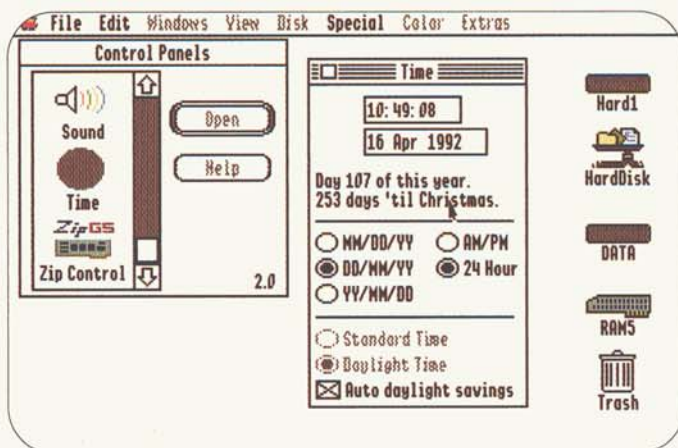 File Edit Windows View Disk Special Color Extras
Control Panels
Sound
Time
ZipGS
Zip Control
Open
Help
2.0
Time
10:49:08
16 Apr 1992
Day 107 of this year.
253 days 'til Christmas.
MM/DD/YY
AM/PM
DD/MM/YY
24 Hour
YY/MM/DD
Standard Time
Daylight Time
Auto daylight savings
Hard1
HardDisk
DATA
RAM5
Trash